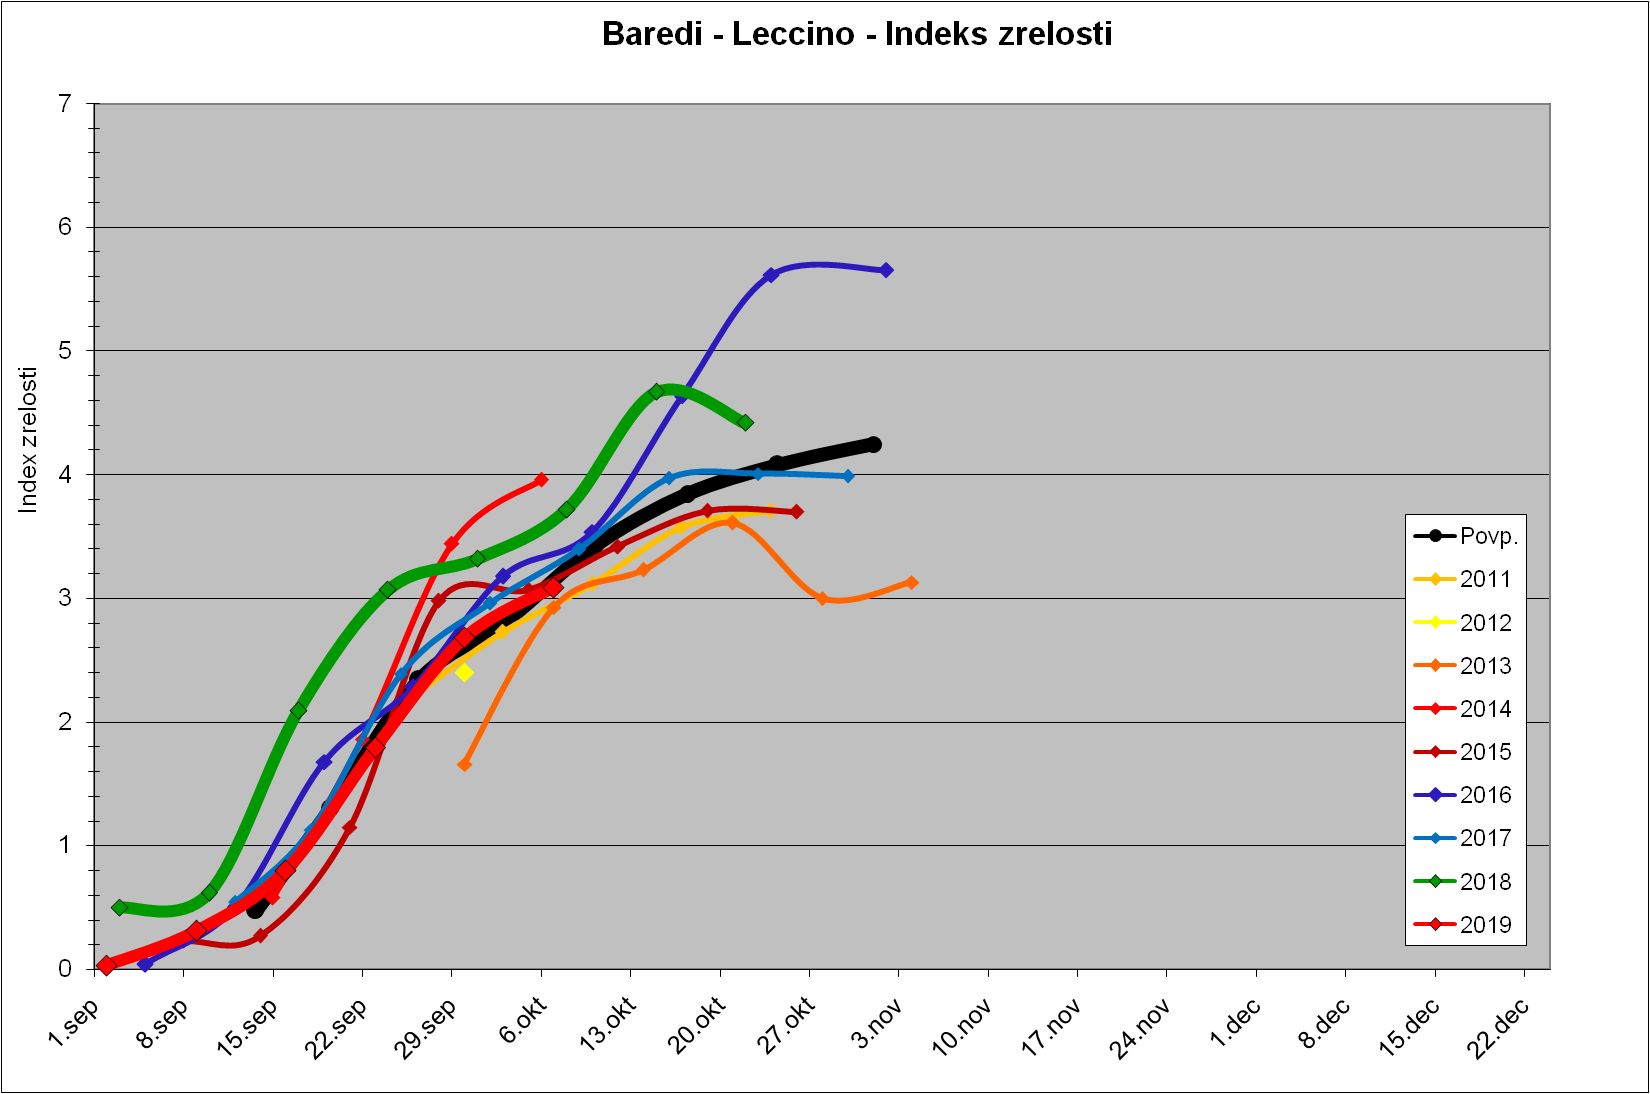 Baredi - Leccino - Indeks zrelosti
Index zrelosti
7
6
5
4
3
2
1
0
1.sep
8.sep
15.sep
22.sep
29.sep
6.okt
13.okt
20.okt
27.okt
3.nov
10.nov
17.nov
24.nov
1.dec
8.dec
15.dec
22.dec
Povp.
2011
2012
2013
2014
2015
2016
2017
2018
2019